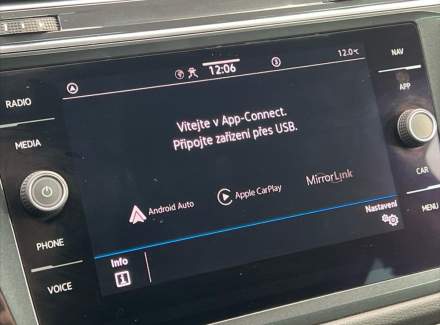 12:06
3
12.0°C
NAV
RADIO
APP
Vítejte v App-Connect.
Připojte zařízení přes USB.
MEDIA
Android Auto
Apple CarPlay
MirrorLink
CAR
Nastavení
MENU
PHONE
Info
VOICE